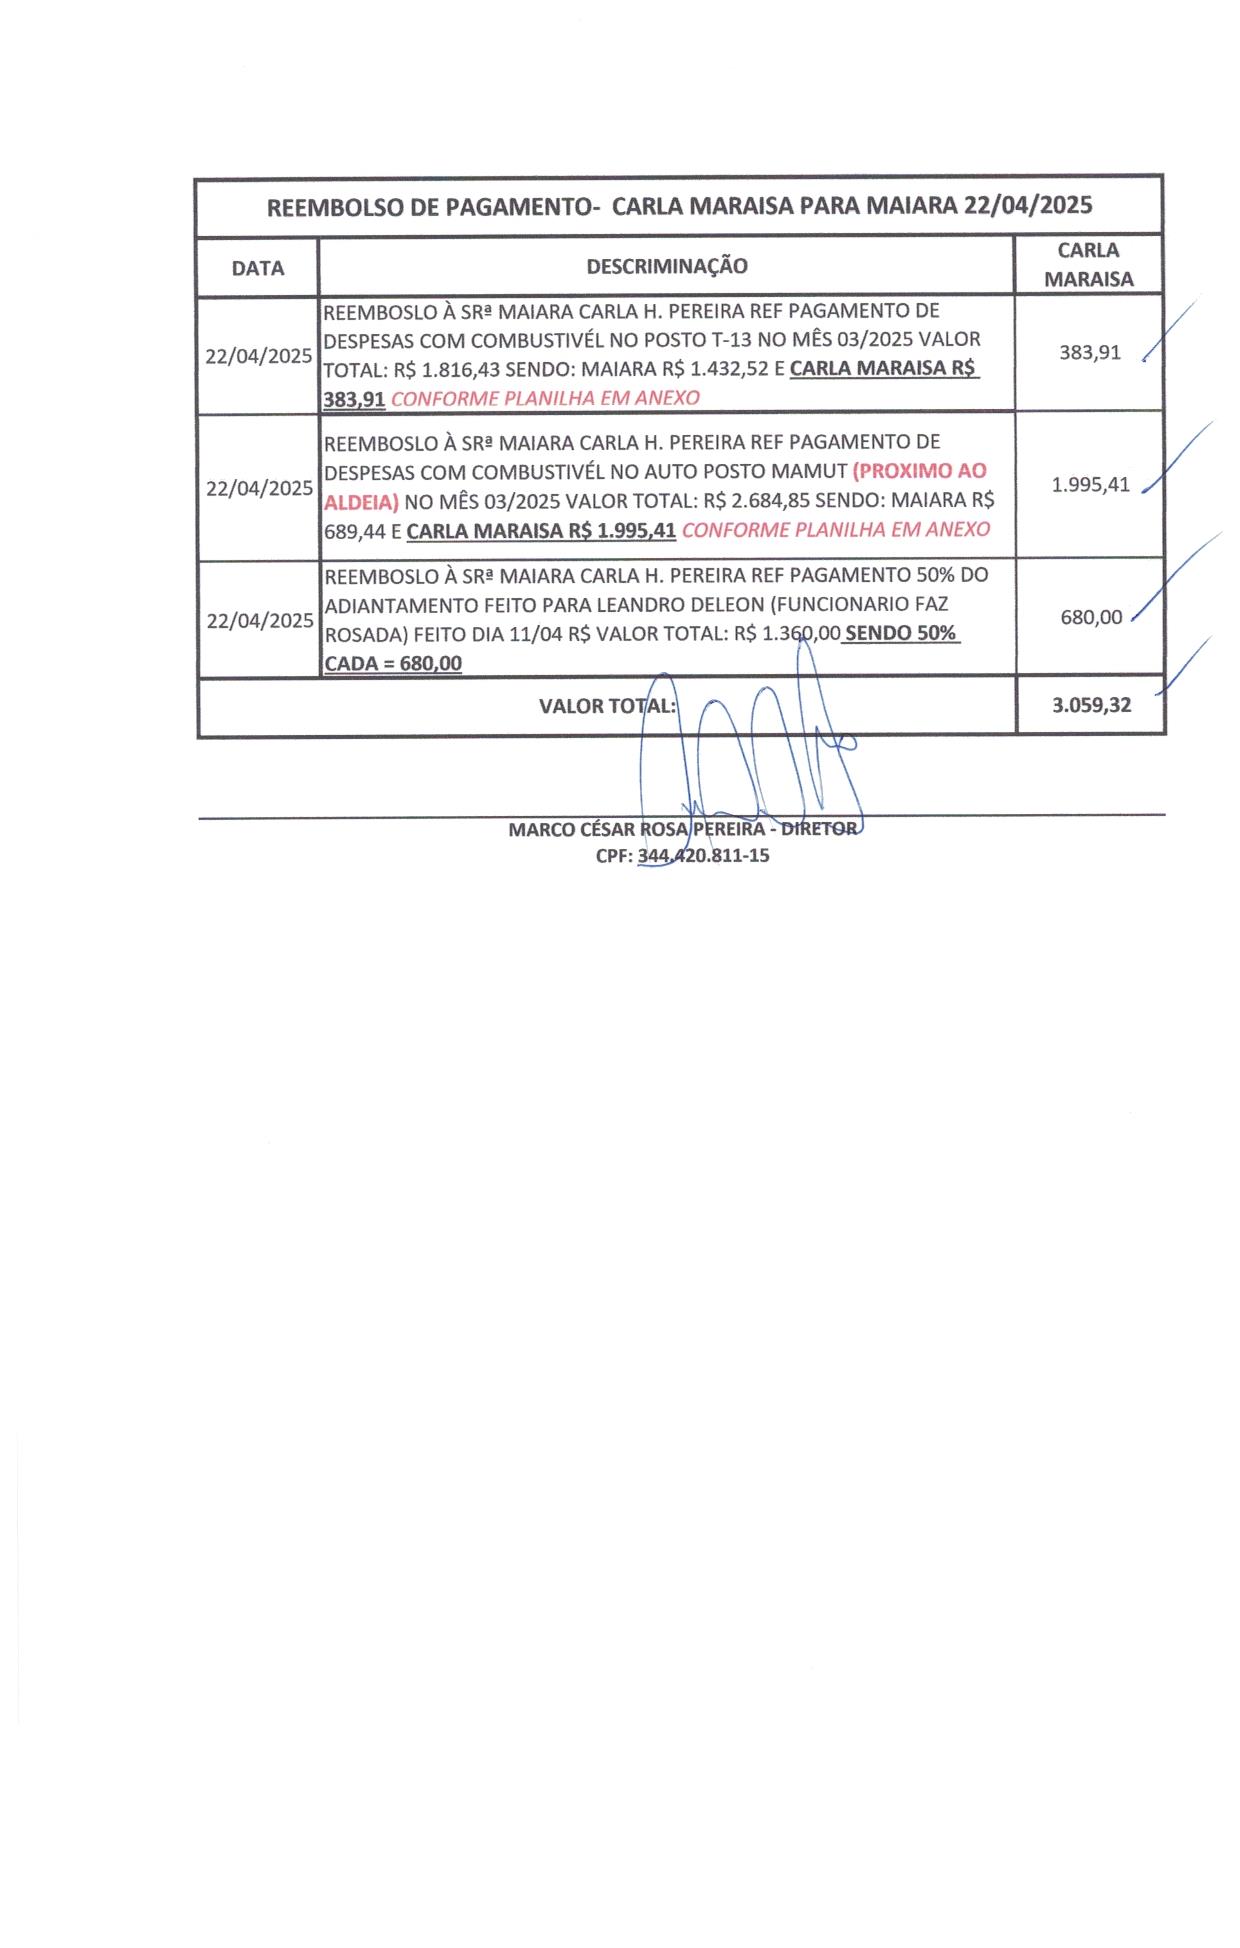 REEMBOLSO DE PAGAMENTO- CARLA MARAISA PARA MAIARA 22/04/2025
DATA
DESCRIMINAÇÃO
CARLA
MARAISA
22/04/2025
REEMBOSLO À SRª MAIARA CARLA H. PEREIRA REF PAGAMENTO DE
DESPESAS COM COMBUSTIVÉL NO POSTO T-13 NO MÊS 03/2025 VALOR
TOTAL: R$ 1.816,43 SENDO: MAIARA R$ 1.432,52 E CARLA MARAISA R$
383,91 CONFORME PLANILHA EM ANEXO
383,91
22/04/2025
REEMBOSLO À SRª MAIARA CARLA H. PEREIRA REF PAGAMENTO DE
DESPESAS COM COMBUSTIVÉL NO AUTO POSTO MAMUT (PROXIMO AO
ALDEIA) NO MÊS 03/2025 VALOR TOTAL: R$ 2.684,85 SENDO: MAIARA R$
689,44 E CARLA MARAISA R$ 1.995,41 CONFORME PLANILHA EM ANEXO
1.995,41
22/04/2025
REEMBOSLO À SRª MAIARA CARLA H. PEREIRA REF PAGAMENTO 50% DO
ADIANTAMENTO FEITO PARA LEANDRO DELEON (FUNCIONARIO FAZ
ROSADA) FEITO DIA 11/04 R$ VALOR TOTAL: R$ 1.360,00 SENDO 50%
CADA = 680,00
680,00
VALOR TOTAL:
3.059,32
MARCO CÉSAR ROSA PEREIRA - DIRETOR
CPF: 344.420.811-15